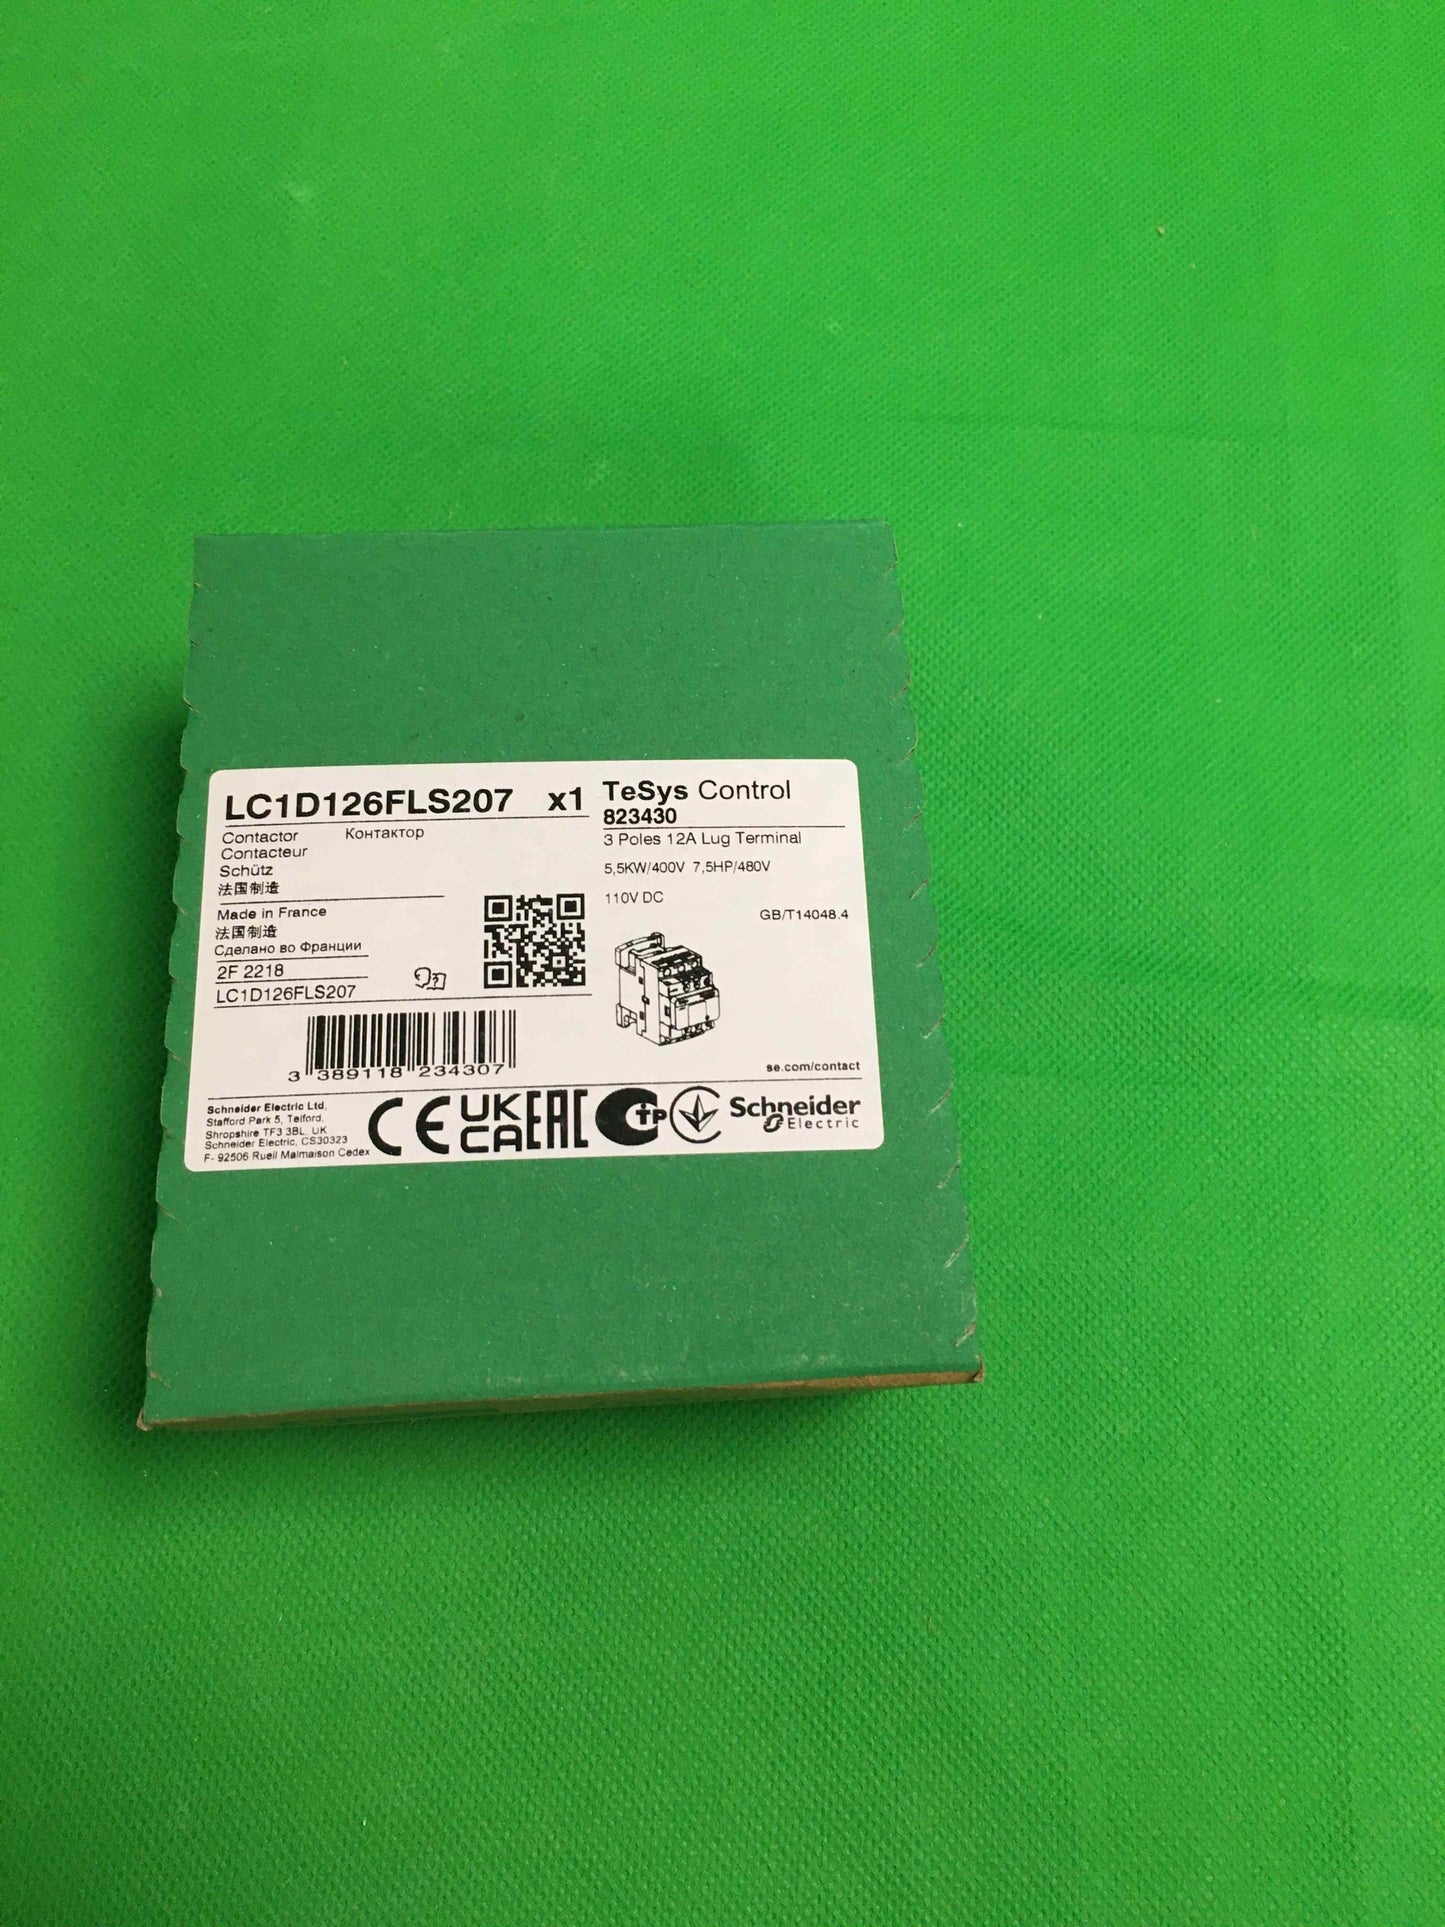 LC1D126FLS207 x1
Contactor Контактор
Contacteur
Schütz
法国制造
Made in France
法国制造
Сделано во Франции
2F 2218
LC1D126FLS207
3 389118 234307
TeSys Control
823430
3 Poles 12A Lug Terminal
5,5KW/400V 7,5HP/480V
110V DC
GB/T14048.4
se.com/contact
Schneider Electric Ltd,
Stafford Park 5, Telford,
Shropshire TF3 3BL, UK
Schneider Electric, CS30323
F- 92506 Rueil Malmaison Cedex
CE UK CA EAC TP
Schneider
Electric